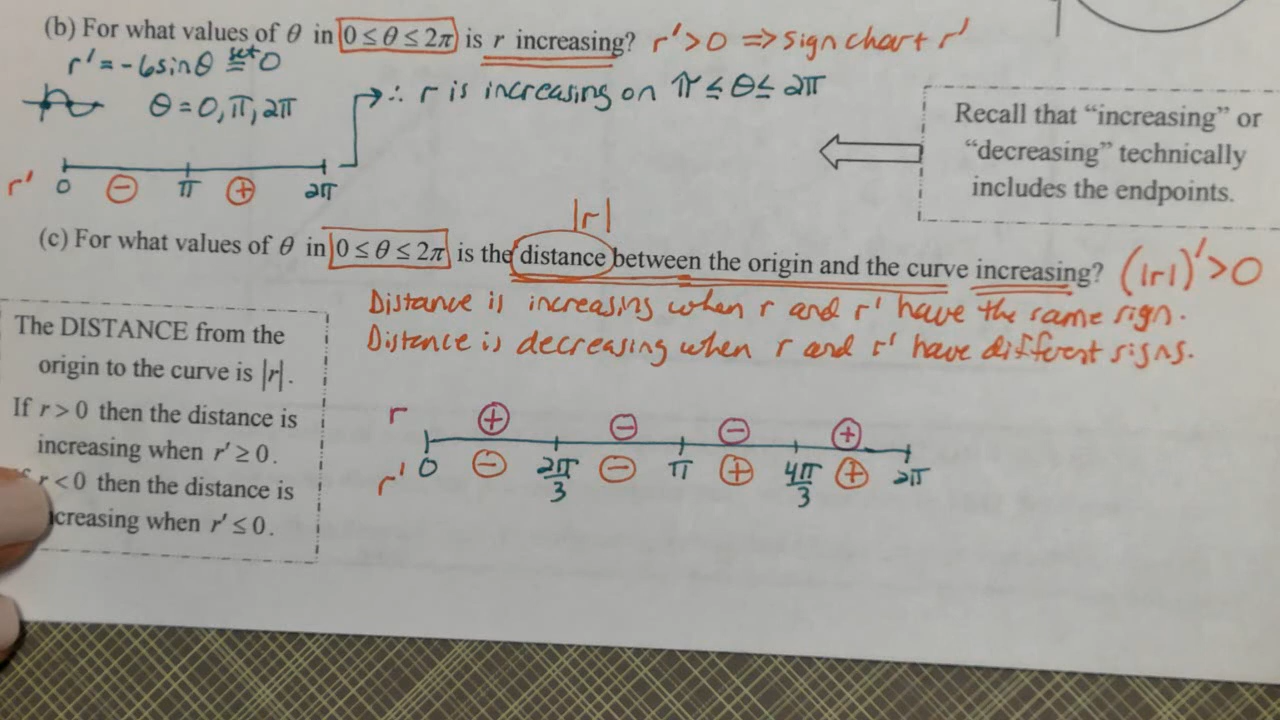 (b) For what values of θ in 0 ≤ θ ≤ 2π is r increasing? r' > 0 ⇒ sign chart r'
r' = -6sinθ set = 0
θ = 0, π, 2π
∴ r is increasing on π ≤ θ ≤ 2π
r' 0 − π + 2π
Recall that “increasing” or
“decreasing” technically
includes the endpoints.
|r|
(c) For what values of θ in 0 ≤ θ ≤ 2π is the distance between the origin and the curve increasing? (|r|)' > 0
Distance is increasing when r and r' have the same sign.
Distance is decreasing when r and r' have different signs.
The DISTANCE from the
origin to the curve is |r|.
If r > 0 then the distance is
increasing when r' ≥ 0.
r < 0 then the distance is
creasing when r' ≤ 0.
r + − − +
r' 0 − 2π/3 − π + 4π/3 + 2π